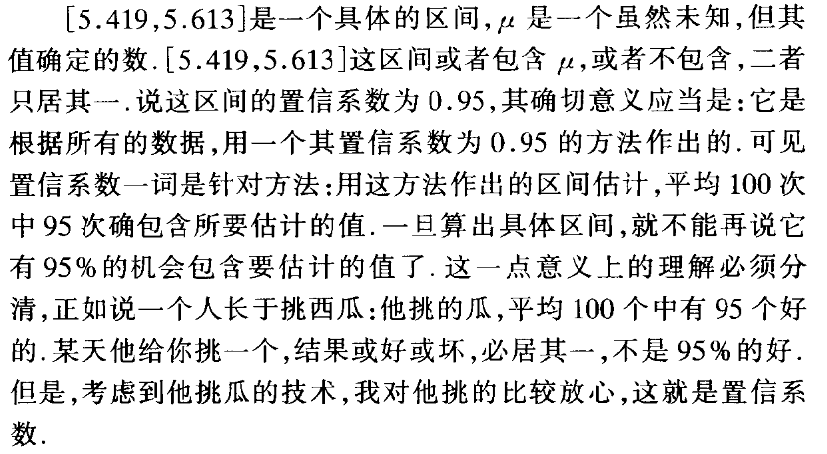 [5.419,5.613]是一个具体的区间,μ 是一个虽然未知,但其
值确定的数.[5.419,5.613]这区间或者包含 μ,或者不包含,二者
只居其一.说这区间的置信系数为 0.95,其确切意义应当是:它是
根据所有的数据,用一个其置信系数为 0.95 的方法作出的.可见
置信系数一词是针对方法:用这方法作出的区间估计,平均 100 次
中 95 次确包含所要估计的值.一旦算出具体区间,就不能再说它
有 95%的机会包含要估计的值了.这一点意义上的理解必须分
清,正如说一个人长于挑西瓜:他挑的瓜,平均 100 个中有 95 个好
的.某天他给你挑一个,结果或好或坏,必居其一,不是 95%的好.
但是,考虑到他挑瓜的技术,我对他挑的比较放心,这就是置信系
数.